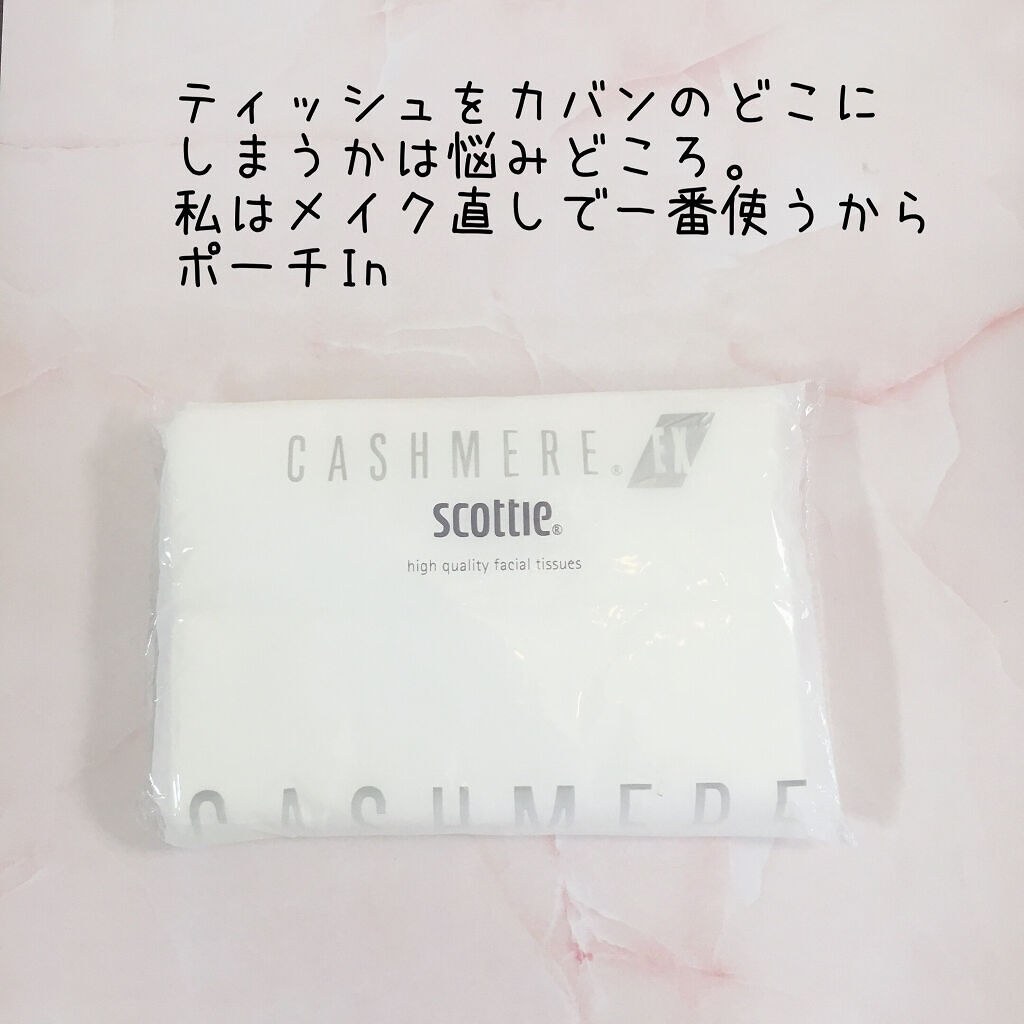 ティッシュをカバンのどこに
しまうかは悩みどころ。
私はメイク直しで一番使うから
ポーチIn
CASHMERE® EX
scottie®
high quality facial tissues
CASHMERE